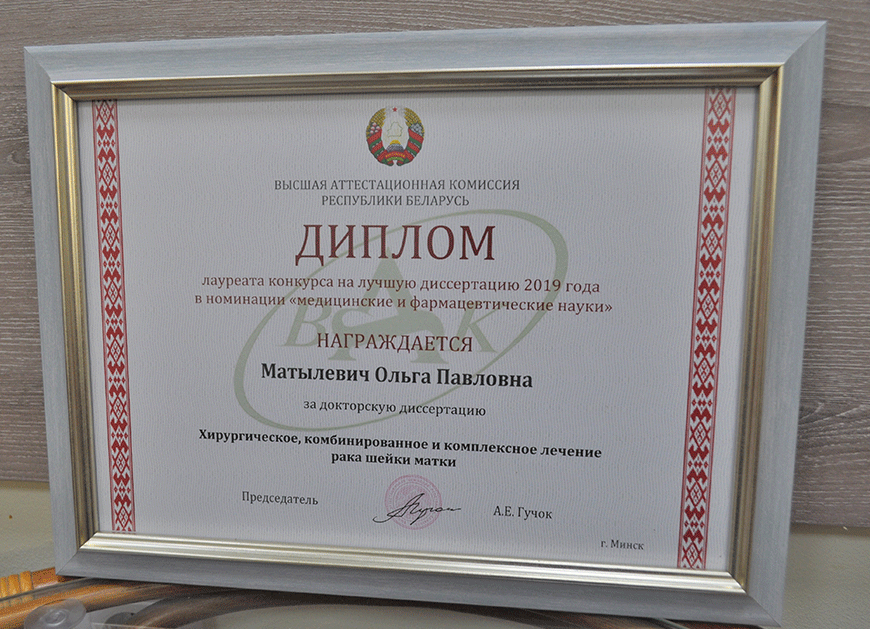 ВЫСШАЯ АТТЕСТАЦИОННАЯ КОМИССИЯ
РЕСПУБЛИКИ БЕЛАРУСЬ
ДИПЛОМ
лауреата конкурса на лучшую диссертацию 2019 года
в номинации «медицинские и фармацевтические науки»
НАГРАЖДАЕТСЯ
Матылевич Ольга Павловна
за докторскую диссертацию
Хирургическое, комбинированное и комплексное лечение
рака шейки матки
Председатель
А.Е. Гучок
г. Минск